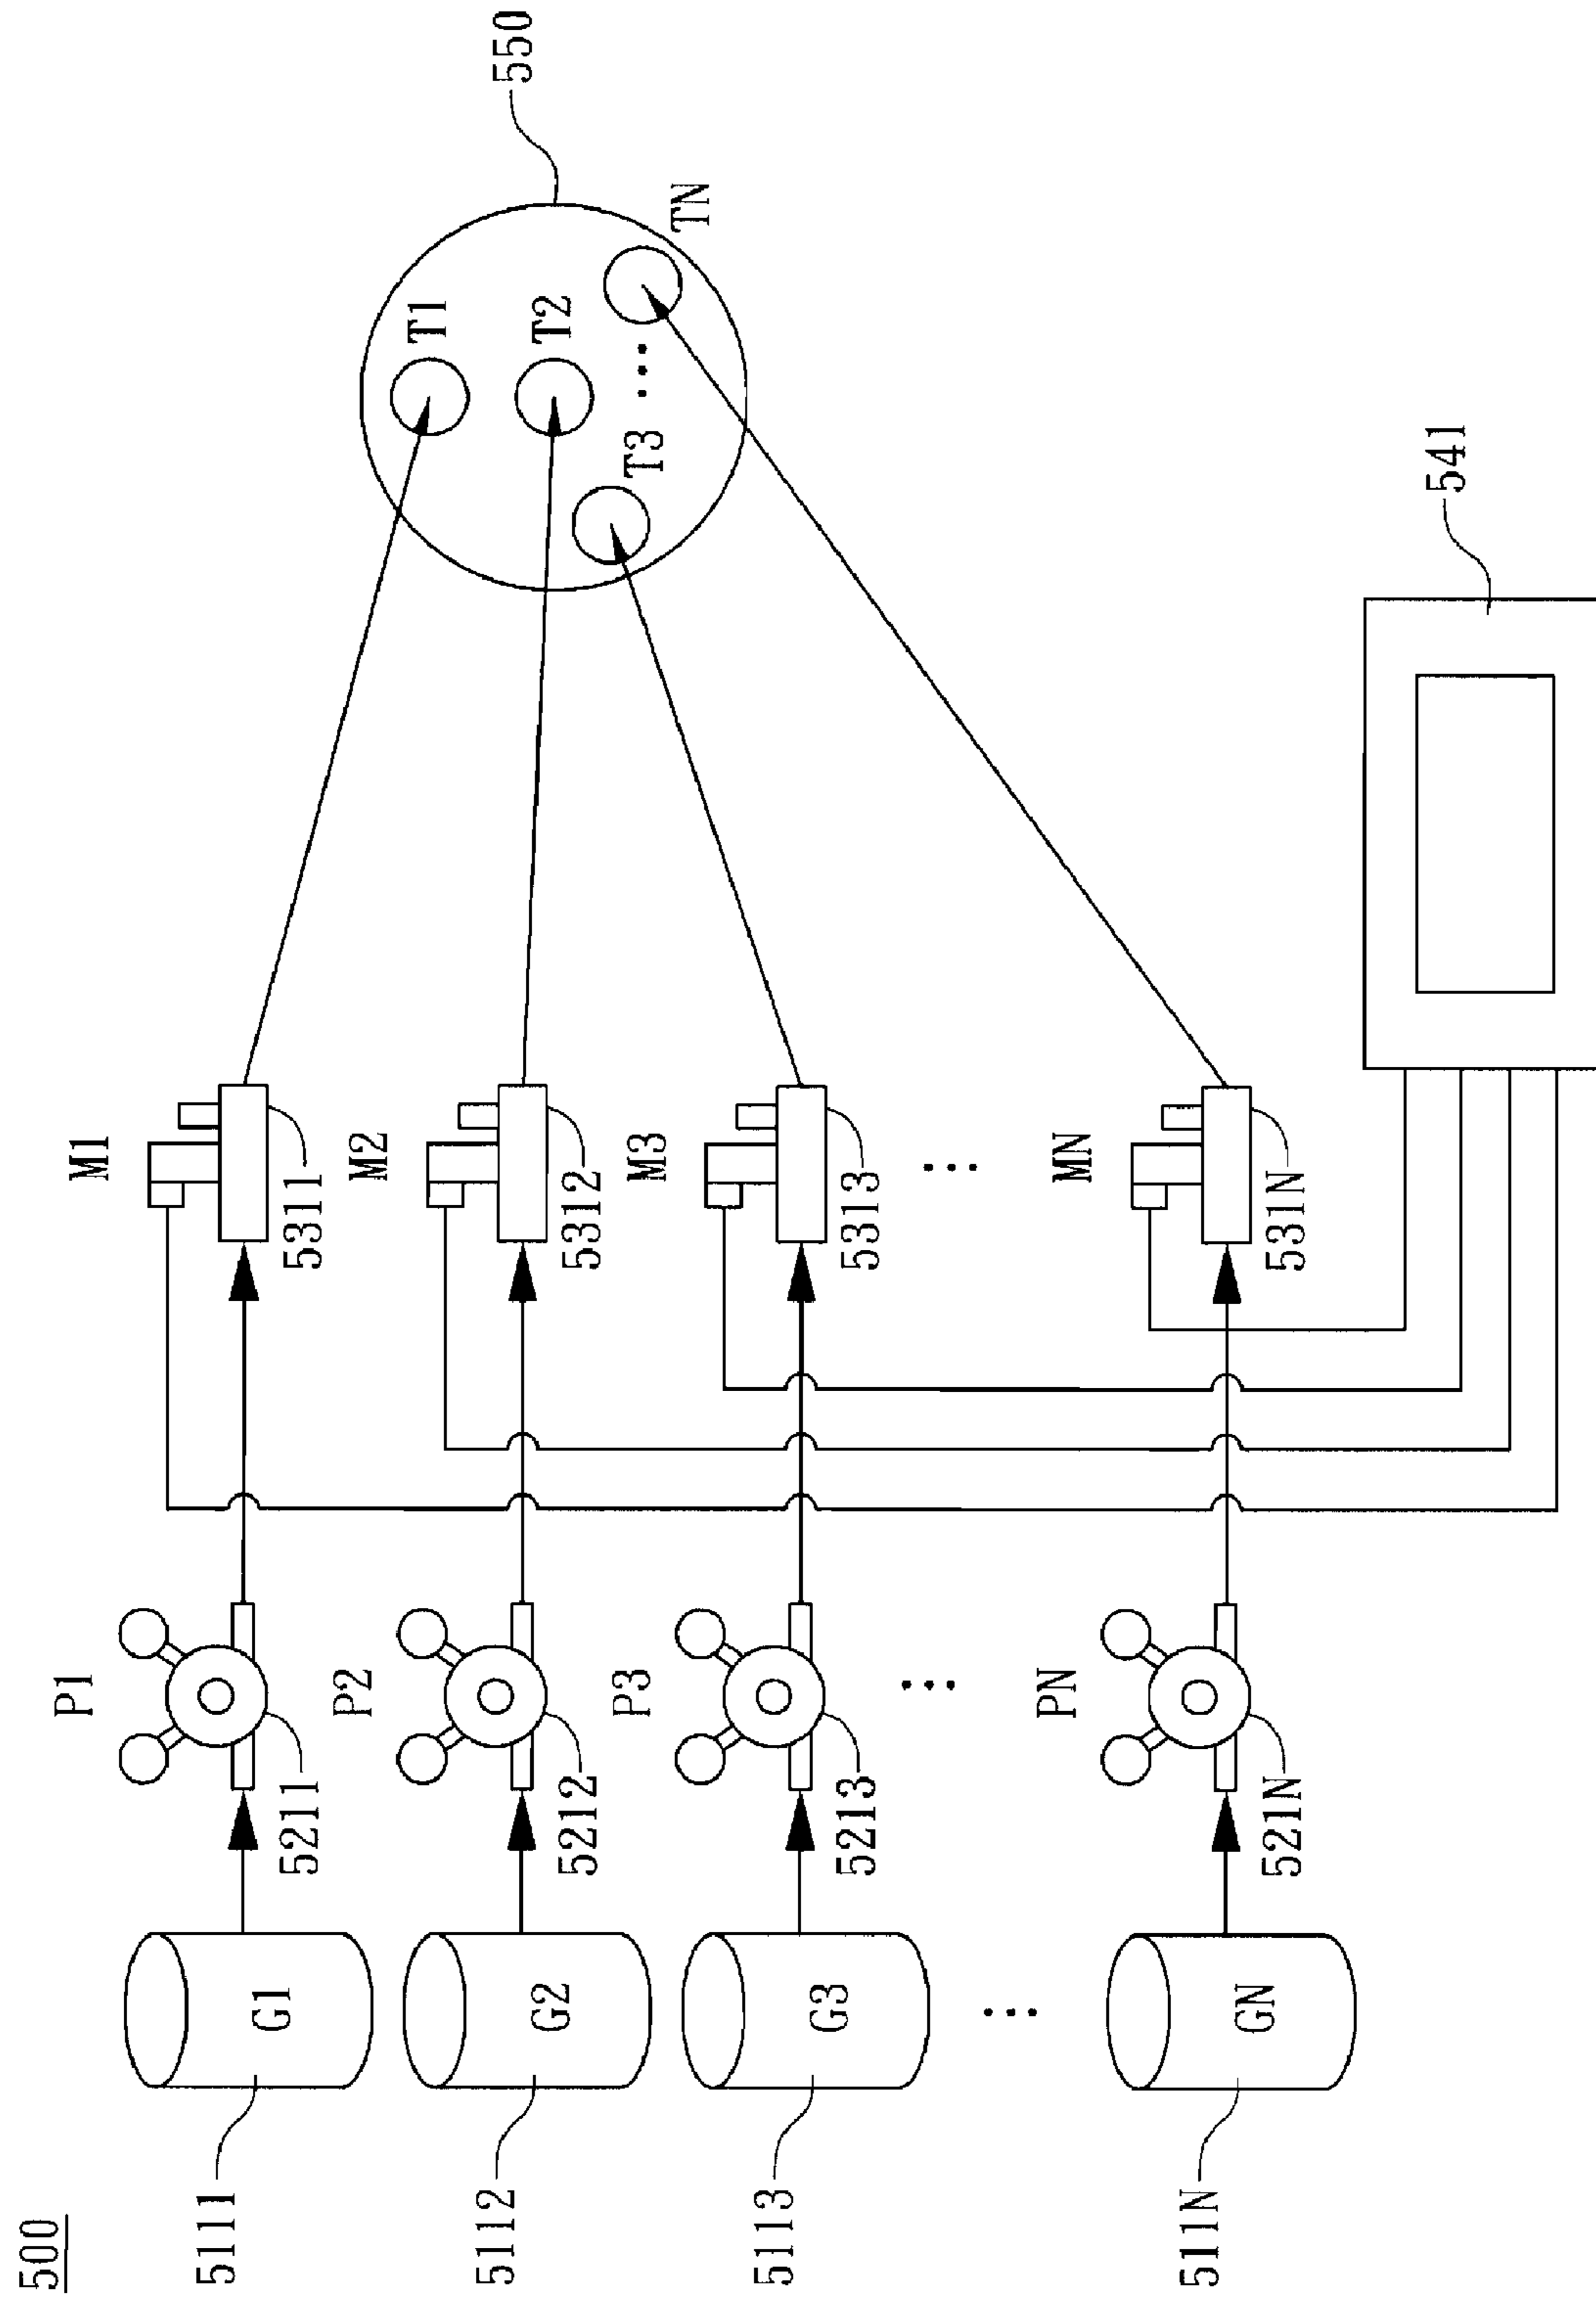 500
5111
G1
P1
5211
M1
5311
T1
550
5112
G2
P2
5212
M2
5312
T2
5113
G3
P3
5213
M3
5313
T3
...
TN
...
...
...
511N
GN
PN
521N
MN
531N
541